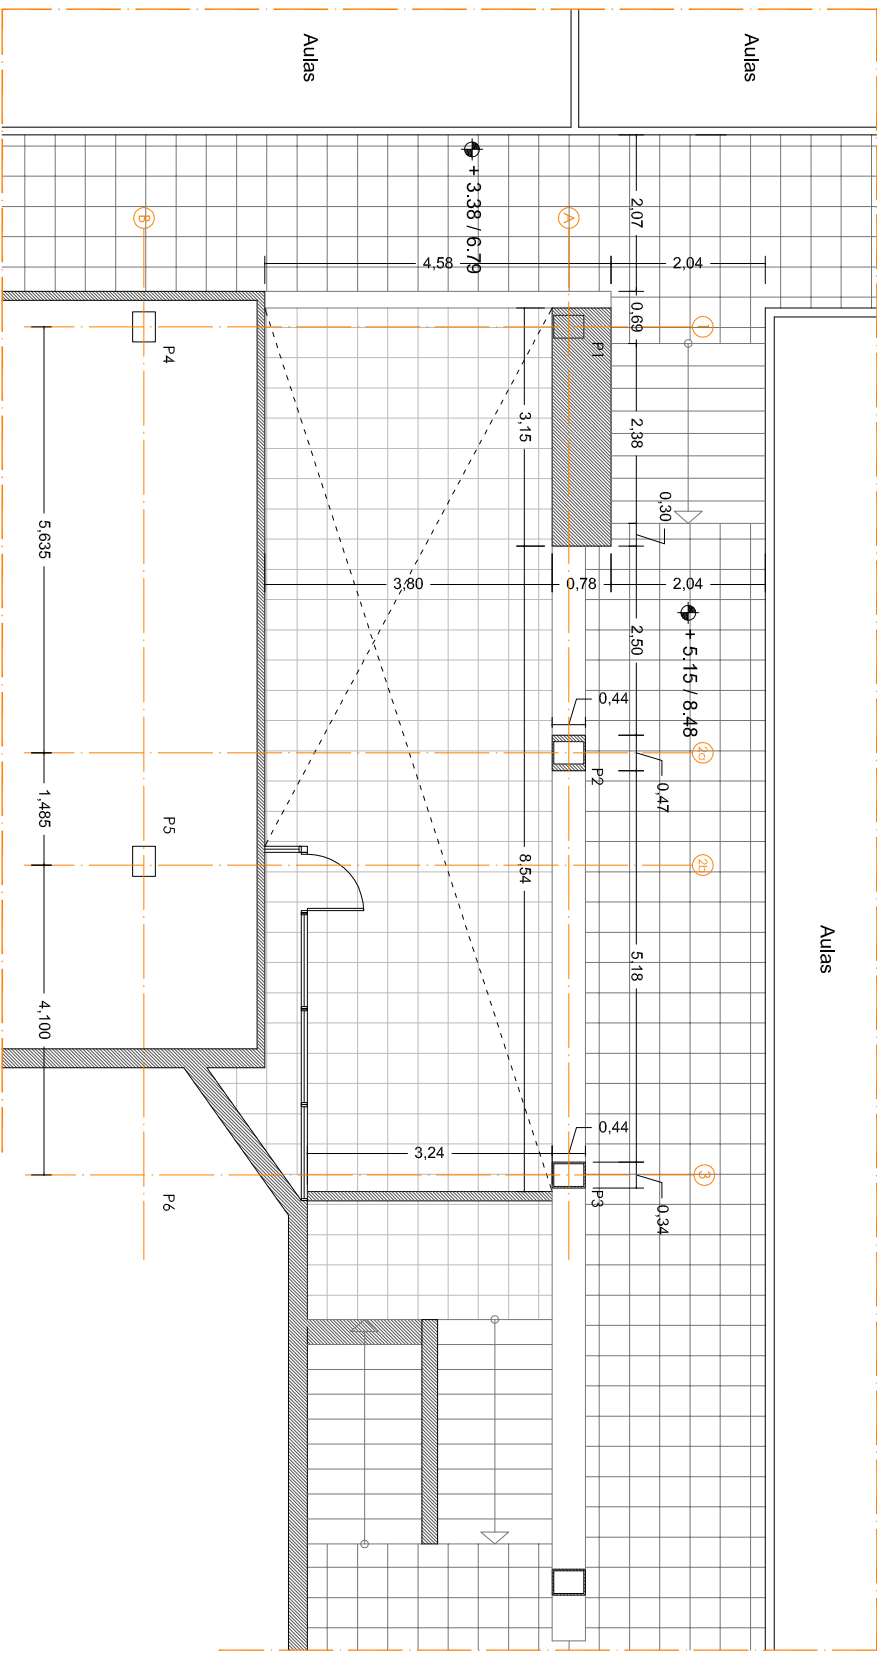 Aulas
Aulas
+ 3.38 / 6.79
2,07
4,58
2,04
B
A
0,69
1
P1
P4
3,15
2,38
0,30
5,635
3,80
0,78
2,04
2,50
+ 5.15 / 8.48
0,44
2a
P2
0,47
1,485
P5
8,54
2b
Aulas
5,18
4,100
0,44
3,24
3
P3
0,34
P6